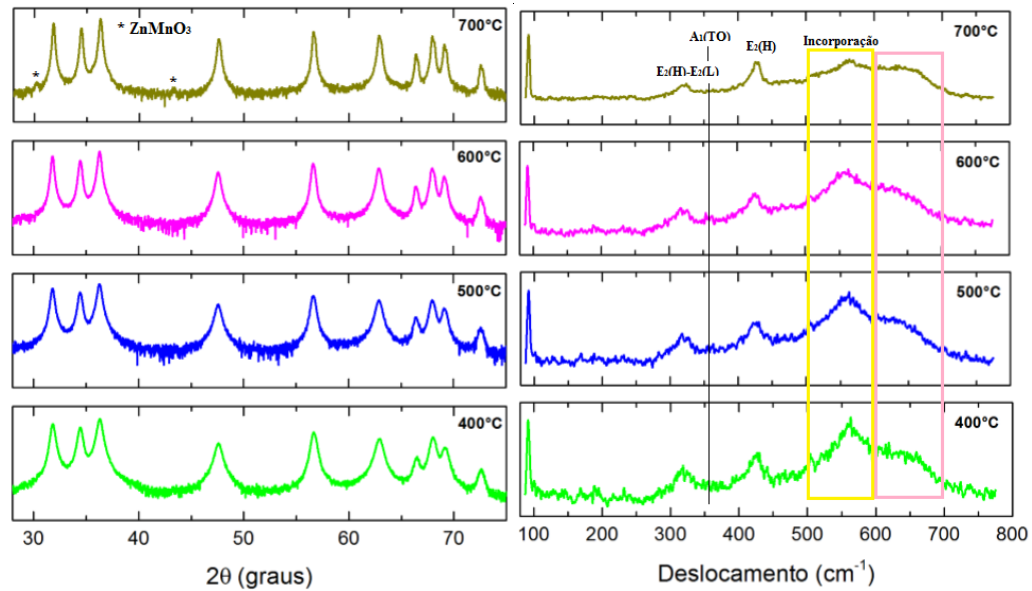 * ZnMnO₃
700°C
*
*
600°C
500°C
400°C
30
40
50
60
70
2θ (graus)
700°C
A₁(TO)
E₂(H)
Incorporação
E₂(H)-E₂(L)
600°C
500°C
400°C
100
200
300
400
500
600
700
800
Deslocamento (cm⁻¹)